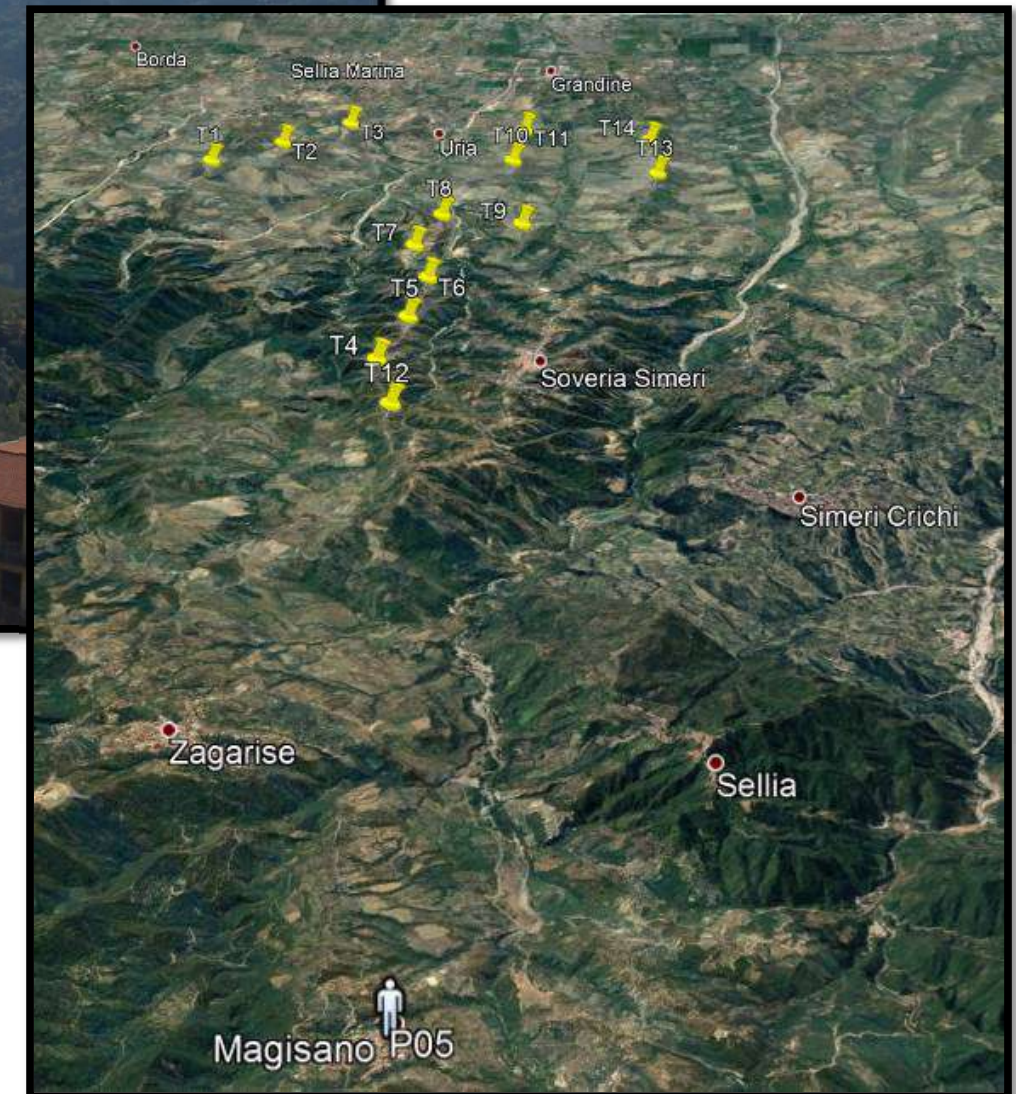 Borda
Sellia Marina
Grandine
T1
T2
T3
Uria
T10
T11
T14
T13
T8
T9
T7
T5
T6
T4
T12
Soveria Simeri
Simeri Crichi
Zagarise
Sellia
Magisano P05